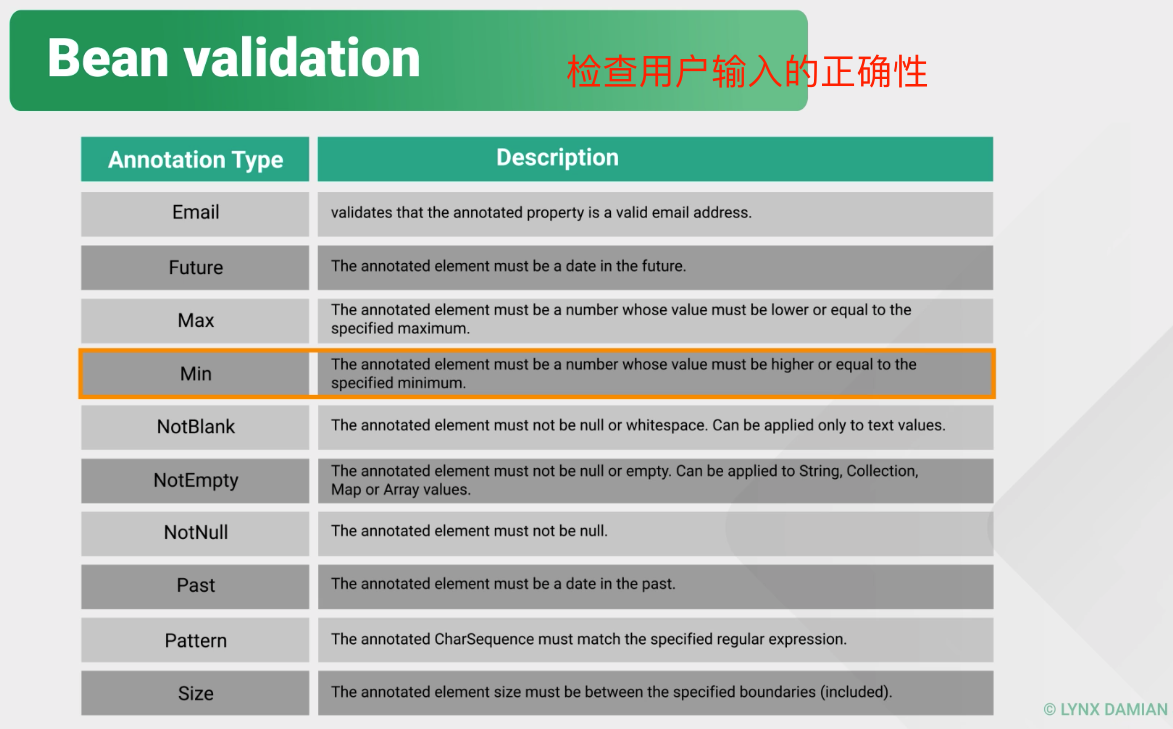 Bean validation
检查用户输入的正确性
Annotation Type
Description
Email
validates that the annotated property is a valid email address.
Future
The annotated element must be a date in the future.
Max
The annotated element must be a number whose value must be lower or equal to the
specified maximum.
Min
The annotated element must be a number whose value must be higher or equal to the
specified minimum.
NotBlank
The annotated element must not be null or whitespace. Can be applied only to text values.
NotEmpty
The annotated element must not be null or empty. Can be applied to String, Collection,
Map or Array values.
NotNull
The annotated element must not be null.
Past
The annotated element must be a date in the past.
Pattern
The annotated CharSequence must match the specified regular expression.
Size
The annotated element size must be between the specified boundaries (included).
© LYNX DAMIAN